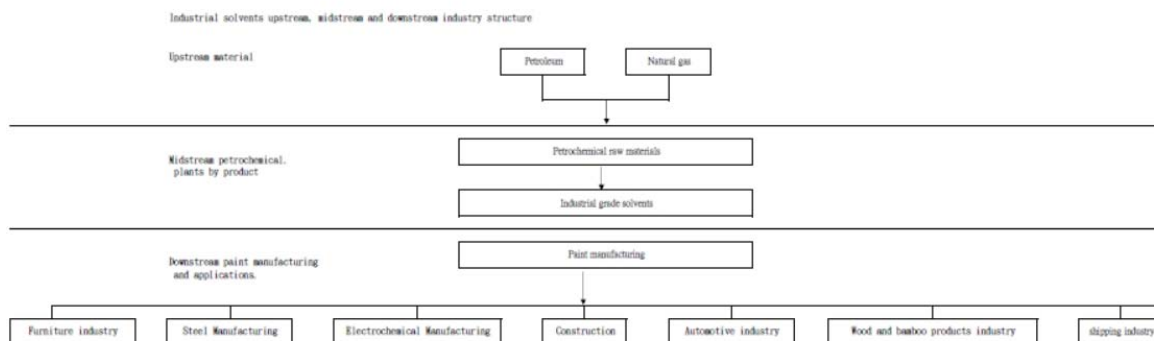 Industrial solvents upstream, midstream and downstream industry structure
Upstream material
Petroleum
Natural gas
Midstream petrochemical.
plants by product
Petrochemical raw materials
Industrial grade solvents
Downstream paint manufacturing
and applications.
Paint manufacturing
Furniture industry
Steel Manufacturing
Electrochemical Manufacturing
Construction
Automotive industry
Wood and bamboo products industry
shipping industry